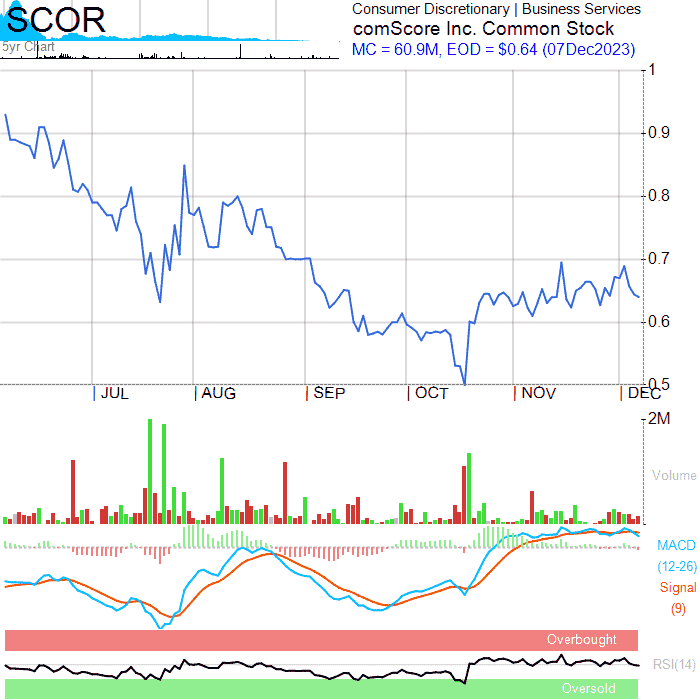 SCOR
5yr Chart
Consumer Discretionary | Business Services
comScore Inc. Common Stock
MC = 60.9M, EOD = $0.64 (07Dec2023)
1
0.9
0.8
0.7
0.6
0.5
JUL AUG SEP OCT NOV DEC
2M
Volume
MACD
(12-26)
Signal
(9)
Overbought
RSI(14)
Oversold